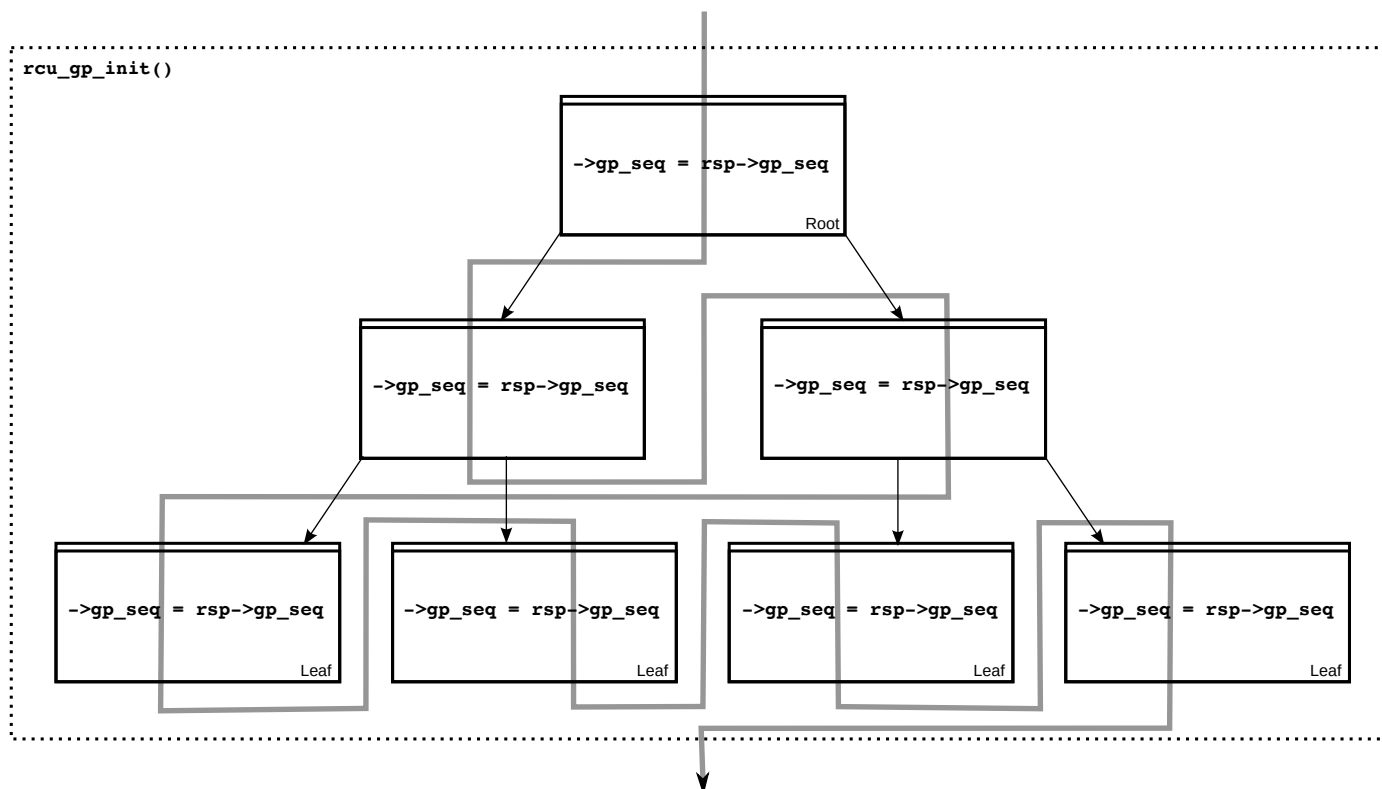 rcu_gp_init()
->gp_seq = rsp->gp_seq
Root
->gp_seq = rsp->gp_seq
->gp_seq = rsp->gp_seq
->gp_seq = rsp->gp_seq
Leaf
->gp_seq = rsp->gp_seq
Leaf
->gp_seq = rsp->gp_seq
Leaf
->gp_seq = rsp->gp_seq
Leaf